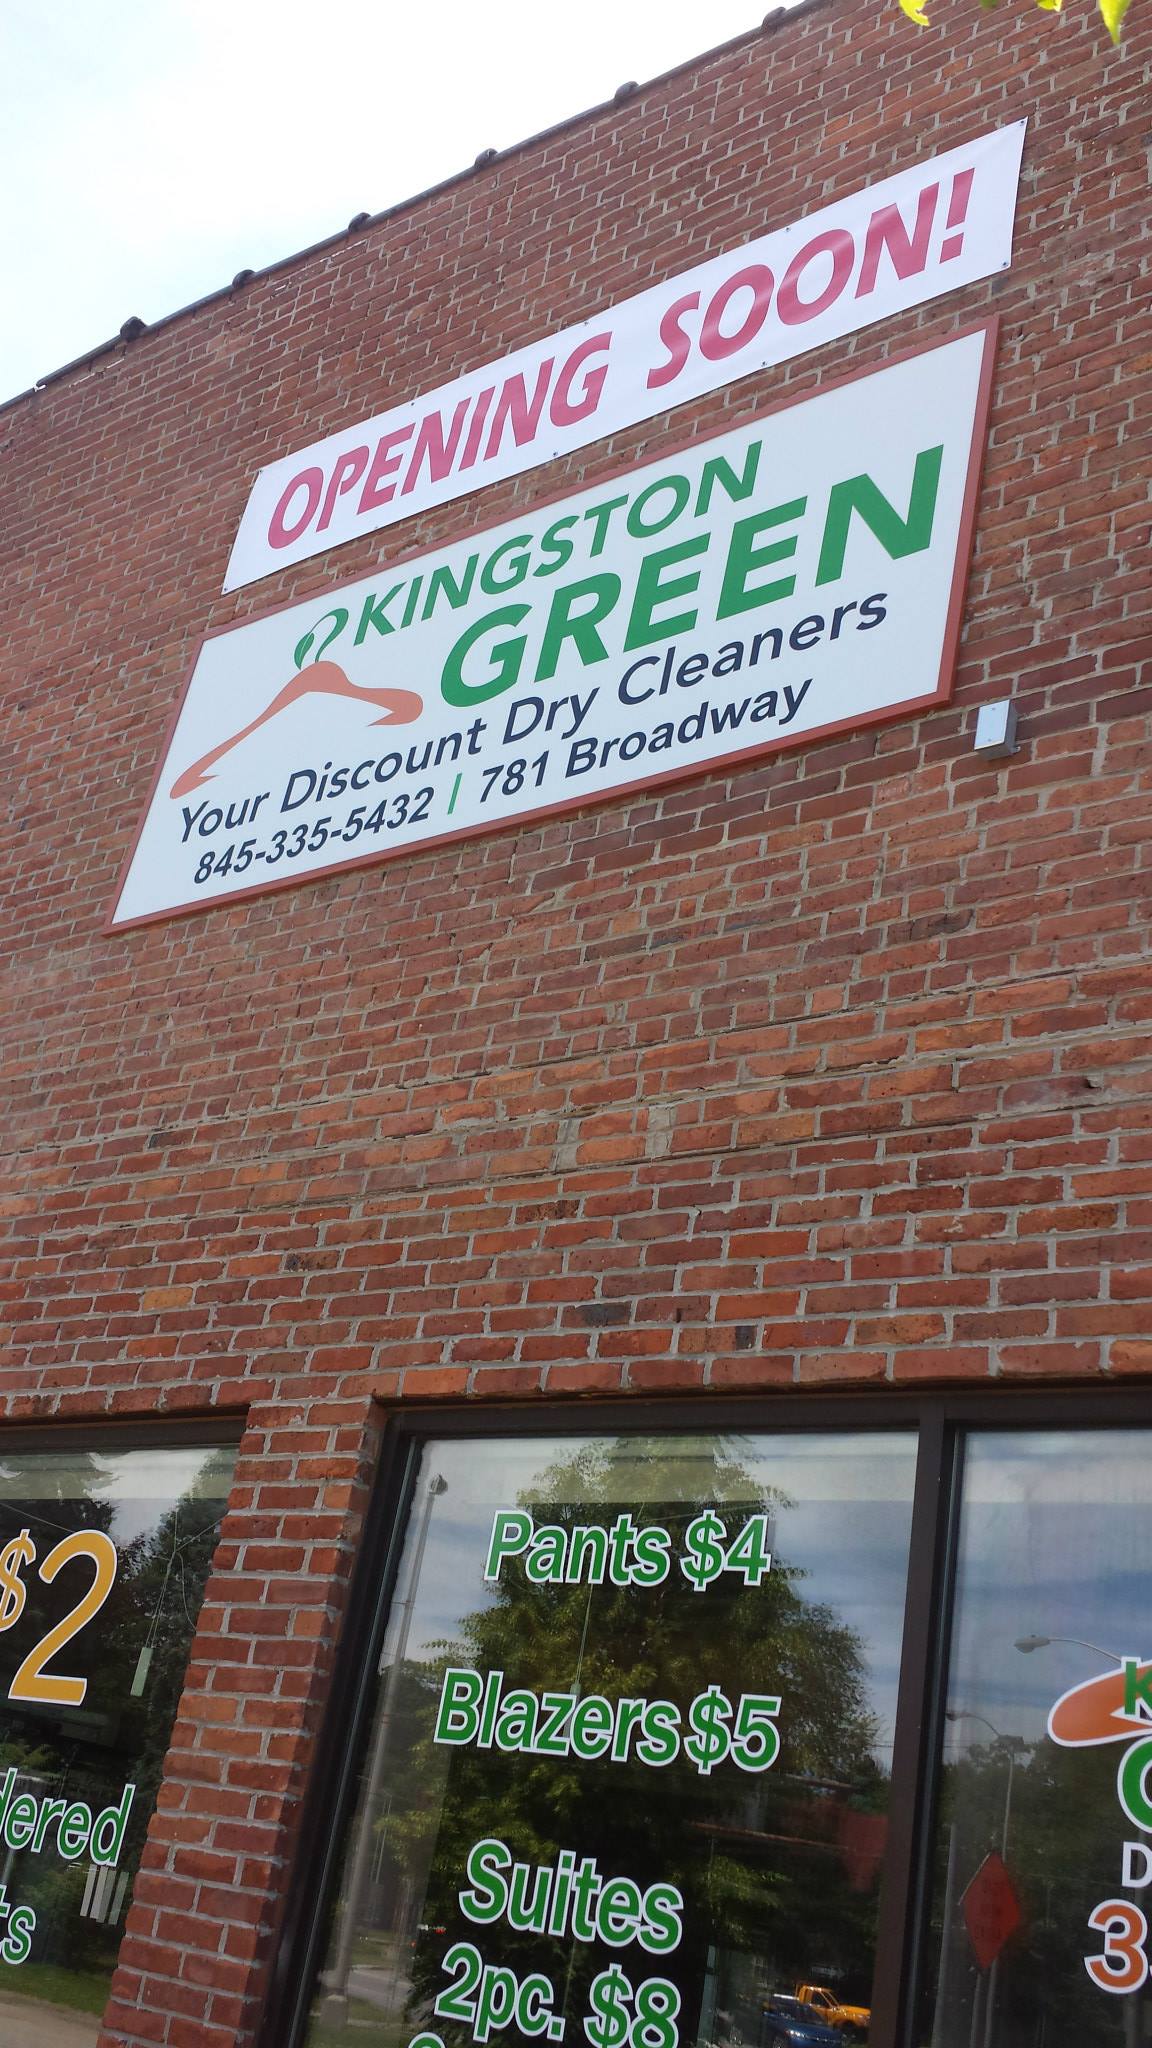 OPENING SOON!
KINGSTON
GREEN
Your Discount Dry Cleaners
845-335-5432 | 781 Broadway
$2
Pants $4
Blazers $5
Suites
2pc. $8